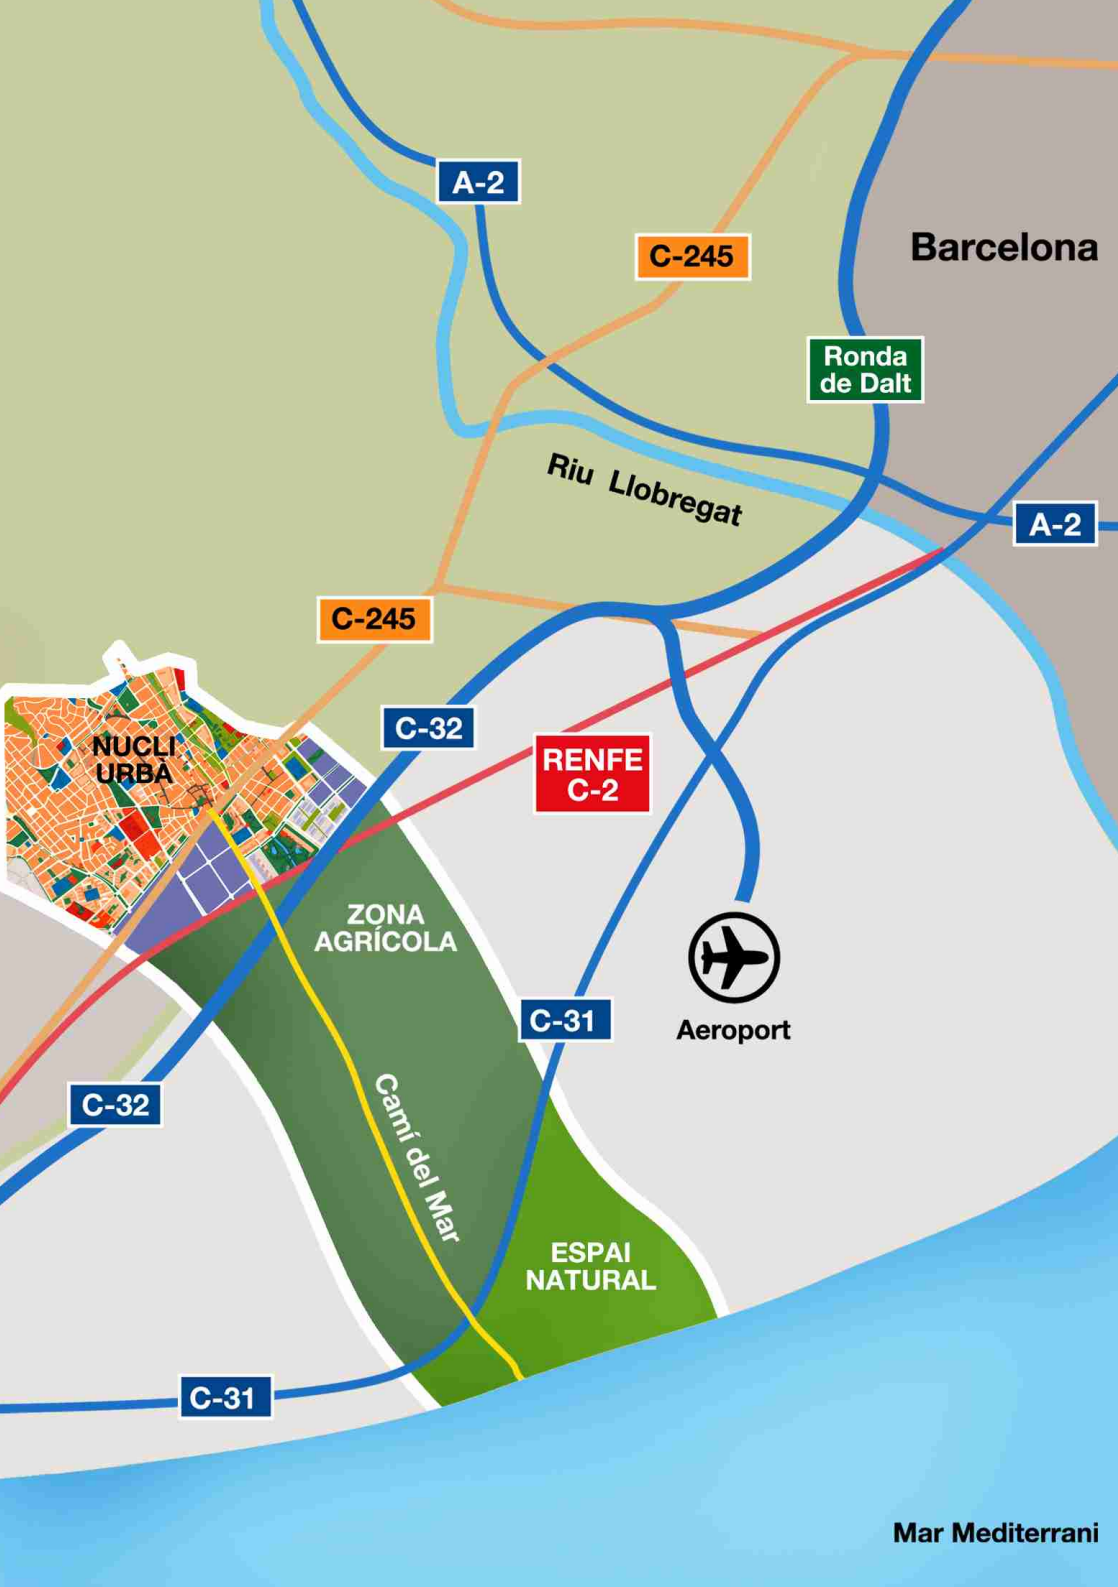 A-2
C-245
Barcelona
Ronda
de Dalt
Riu Llobregat
A-2
C-245
C-32
NUCLI
URBÀ
RENFE
C-2
ZONA
AGRÍCOLA
C-31
Aeroport
C-32
Camí del Mar
ESPAI
NATURAL
C-31
Mar Mediterrani